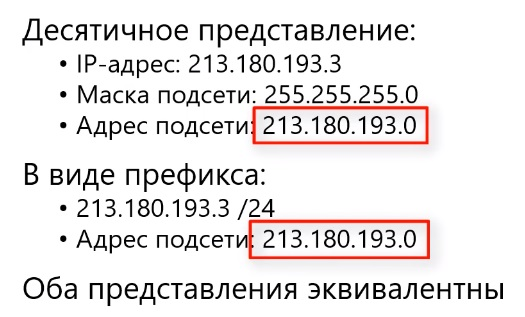 Десятичное представление:
• IP-адрес: 213.180.193.3
• Маска подсети: 255.255.255.0
• Адрес подсети: 213.180.193.0
В виде префикса:
• 213.180.193.3 /24
• Адрес подсети: 213.180.193.0
Оба представления эквивалентны